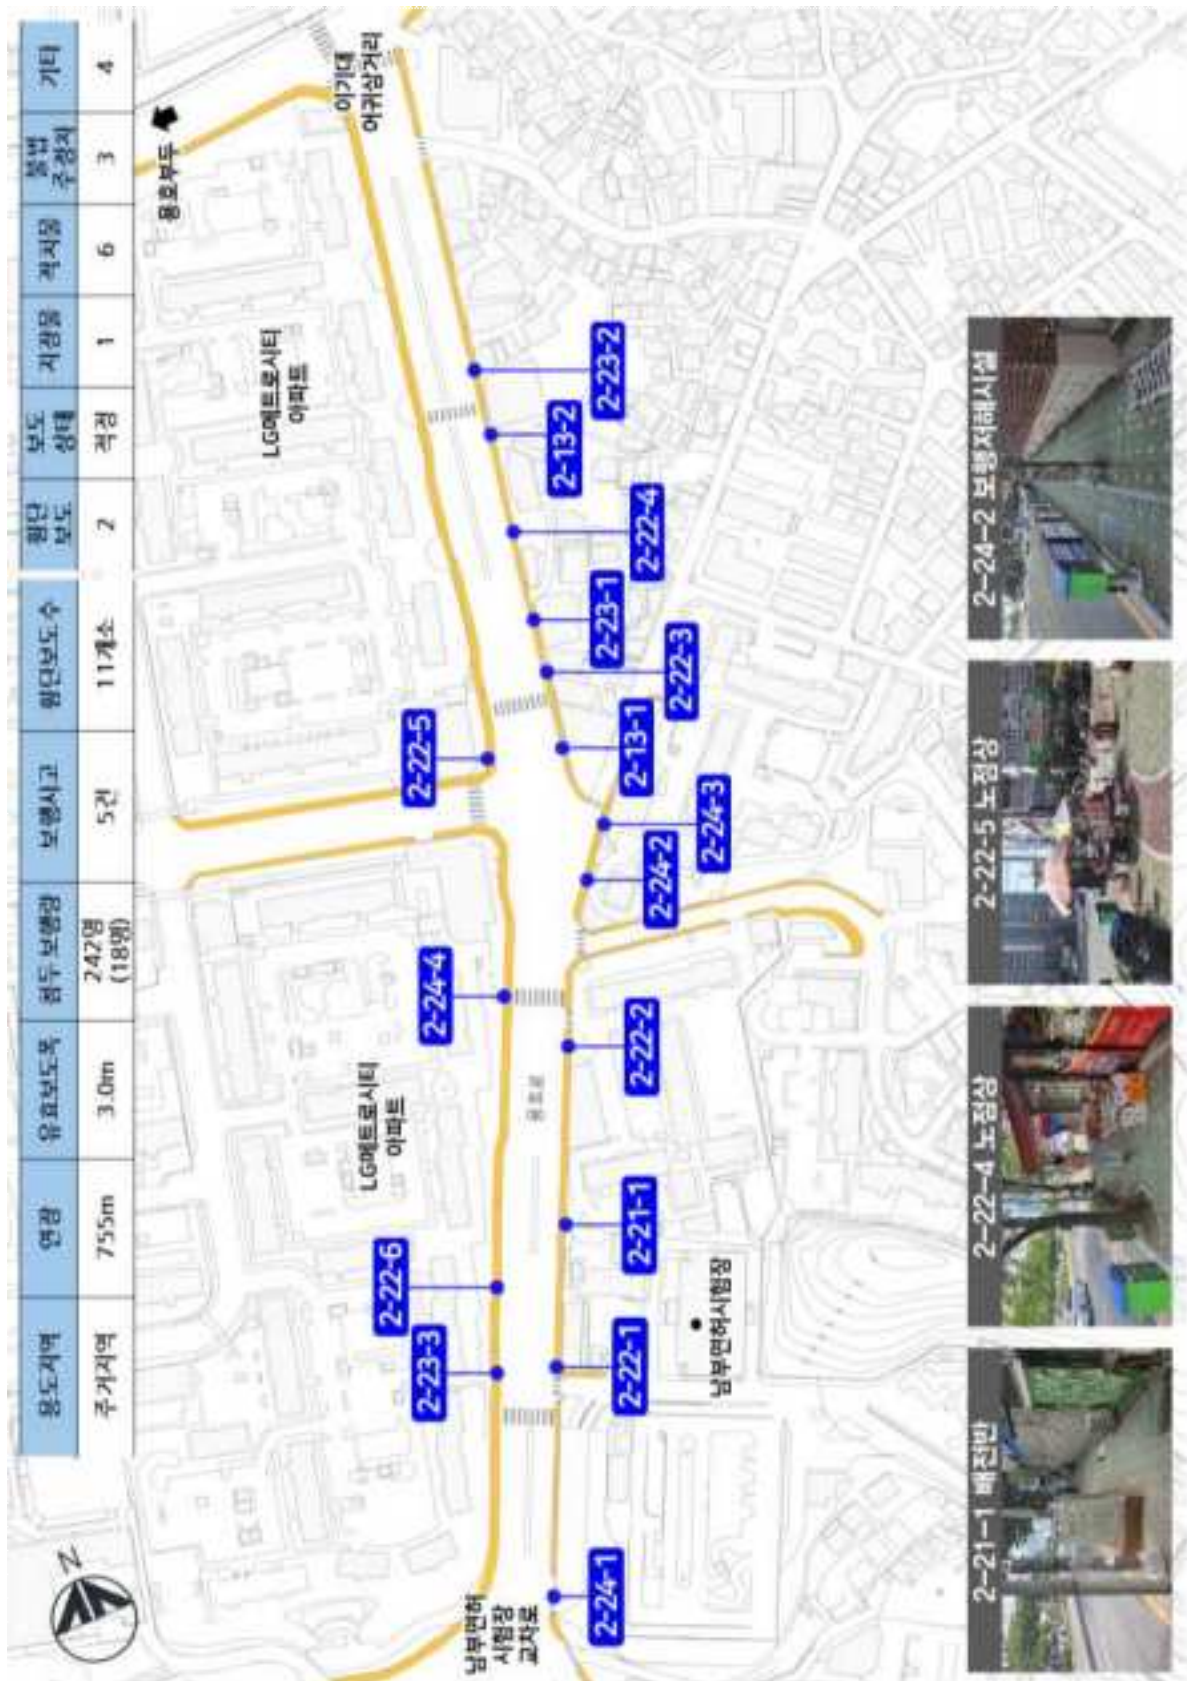 용도지역 연장 유효보도폭 첨두 보행량 보행사고 횡단보도수 횡단
보도 보도
상태 지장물 적치물 불법
주정차 기타
주거지역 755m 3.0m 242명
(18명) 5건 11개소 2 적정 1 6 3 4
N
용호부두
이기대
어귀삼거리
LG메트로시티
아파트
LG메트로시티
아파트
남부면허
시험장
교차로
용호로
남부면허시험장
2-23-3
2-22-6
2-24-4
2-22-5
2-24-1
2-22-1
2-21-1
2-22-2
2-24-2
2-24-3
2-13-1
2-22-3
2-23-1
2-22-4
2-13-2
2-23-2
2-21-1 배전반
2-22-4 노점상
2-22-5 노점상
2-24-2 보행저해시설